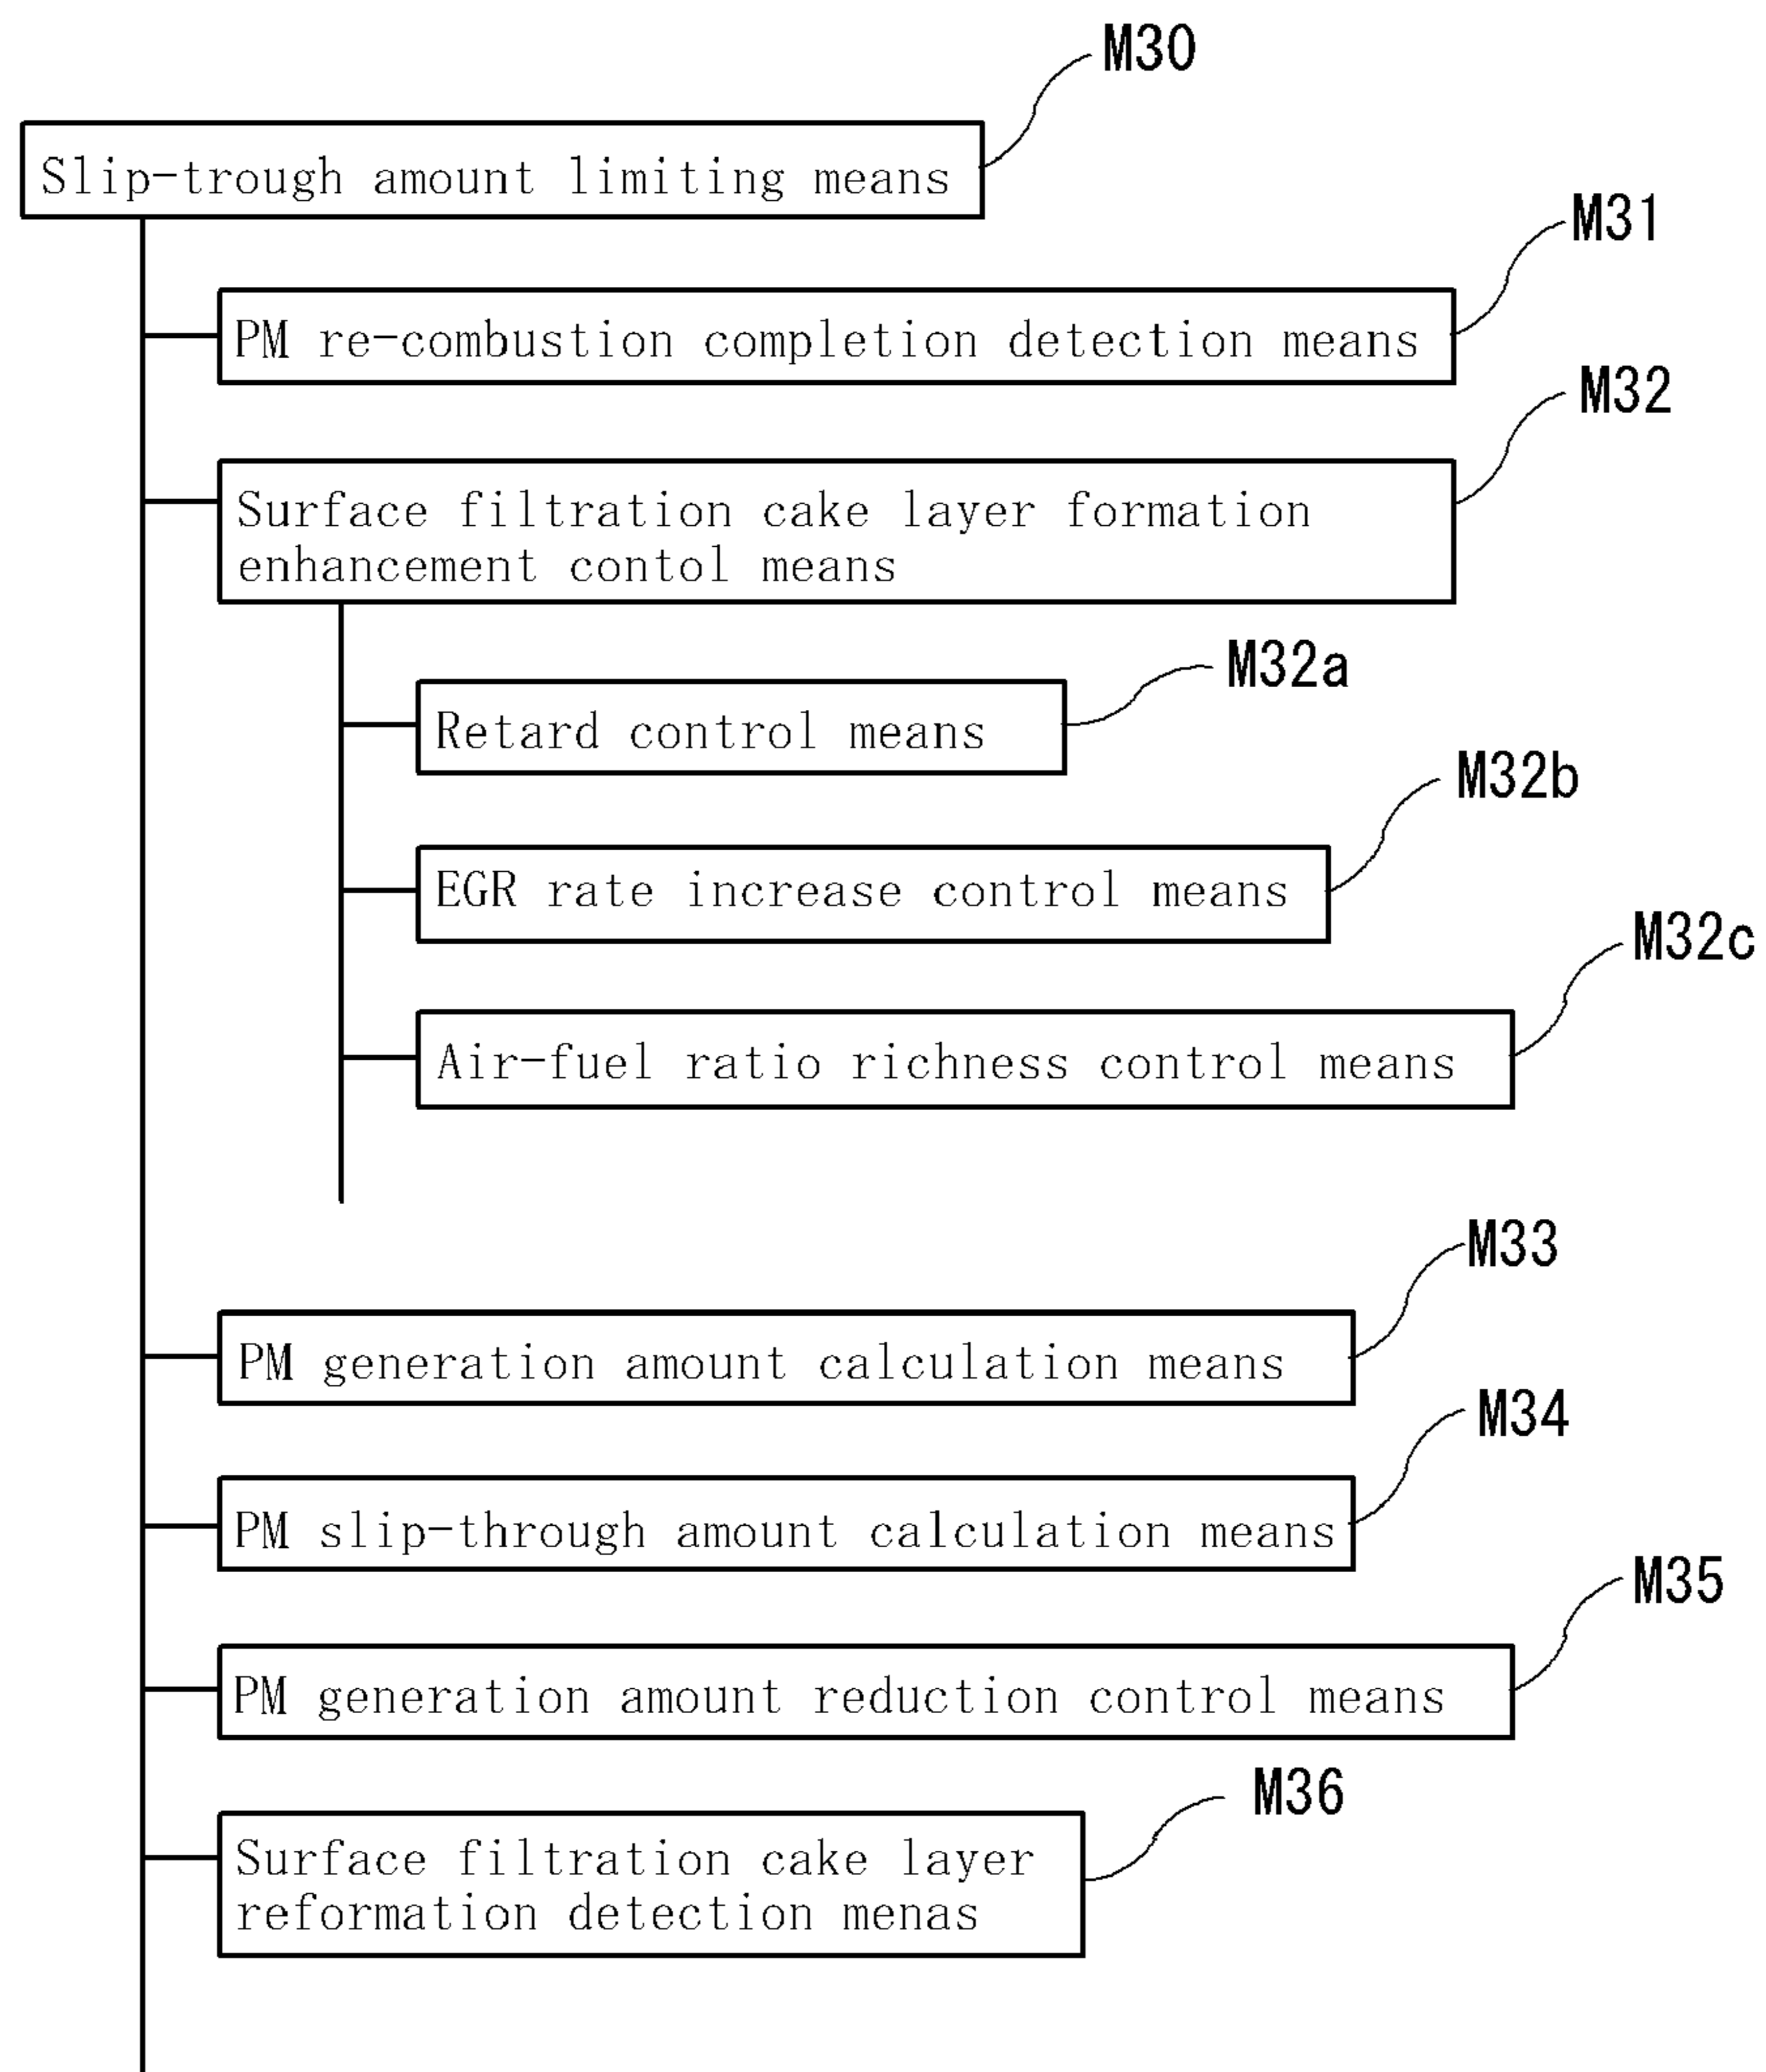 M30
Slip-trough amount limiting means
M31
PM re-combustion completion detection means
M32
Surface filtration cake layer formation
enhancement contol means
M32a
Retard control means
M32b
EGR rate increase control means
M32c
Air-fuel ratio richness control means
M33
PM generation amount calculation means
M34
PM slip-through amount calculation means
M35
PM generation amount reduction control means
M36
Surface filtration cake layer
reformation detection menas